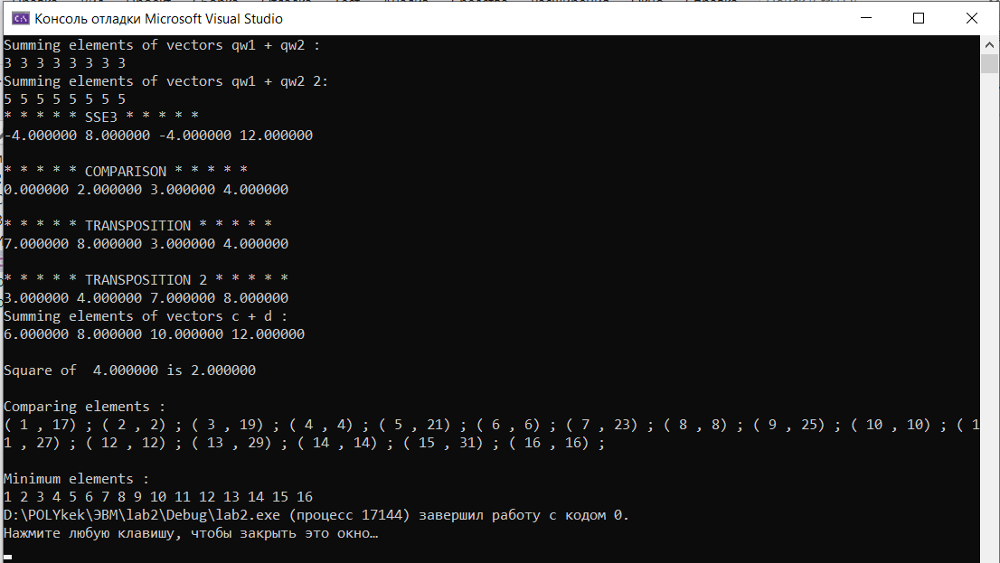 Консоль отладки Microsoft Visual Studio
Summing elements of vectors qw1 + qw2 :
3 3 3 3 3 3 3 3
Summing elements of vectors qw1 + qw2 2:
5 5 5 5 5 5 5 5
* * * * * SSE3 * * * * *
-4.000000 8.000000 -4.000000 12.000000
* * * * * COMPARISON * * * * *
0.000000 2.000000 3.000000 4.000000
* * * * * TRANSPOSITION * * * * *
7.000000 8.000000 3.000000 4.000000
* * * * * TRANSPOSITION 2 * * * * *
3.000000 4.000000 7.000000 8.000000
Summing elements of vectors c + d :
6.000000 8.000000 10.000000 12.000000
Square of  4.000000 is 2.000000
Comparing elements :
( 1 , 17) ; ( 2 , 2) ; ( 3 , 19) ; ( 4 , 4) ; ( 5 , 21) ; ( 6 , 6) ; ( 7 , 23) ; ( 8 , 8) ; ( 9 , 25) ; ( 10 , 10) ; ( 1
1 , 27) ; ( 12 , 12) ; ( 13 , 29) ; ( 14 , 14) ; ( 15 , 31) ; ( 16 , 16) ;
Minimum elements :
1 2 3 4 5 6 7 8 9 10 11 12 13 14 15 16
D:\POLYkek\ЭВМ\lab2\Debug\lab2.exe (процесс 17144) завершил работу с кодом 0.
Нажмите любую клавишу, чтобы закрыть это окно…